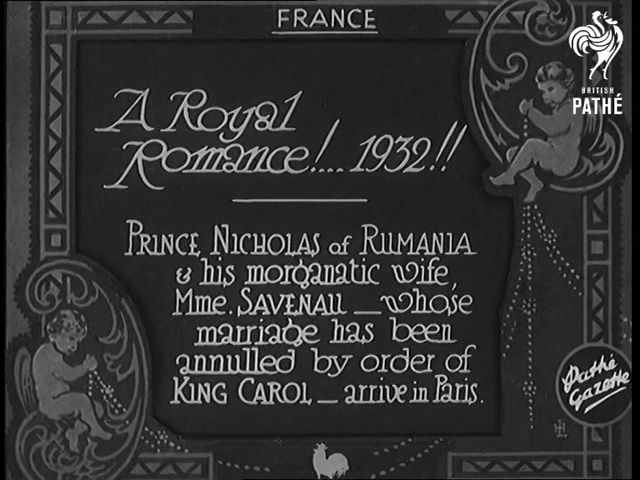 FRANCE
BRITISH
PATHÉ
A Royal
Romance!.... 1932!!
PRINCE NICHOLAS of RUMANIA
& his morganatic wife,
Mme. SAVENAU — whose
marriage has been
annulled by order of
KING CAROL — arrive in Paris.
Pathé
Gazette